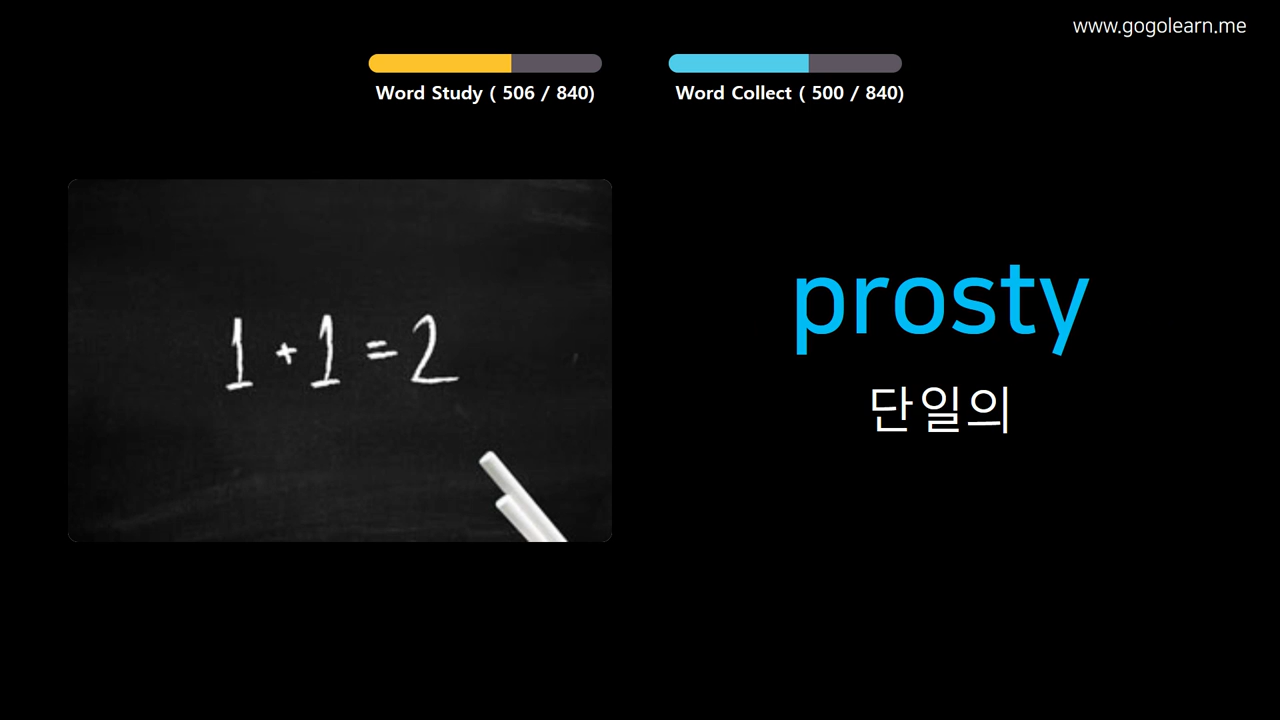 www.gogolearn.me
Word Study ( 506 / 840)
Word Collect ( 500 / 840)
1 + 1 = 2
prosty
단일의